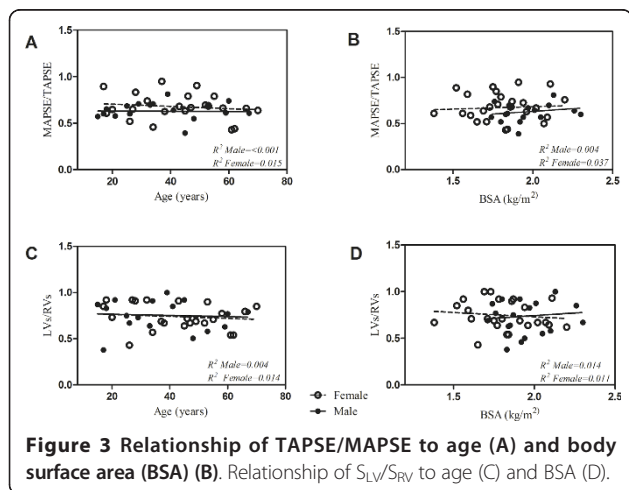 A
B
MAPSE/TAPSE
1.5
1.0
0.5
0.0
20
40
60
80
Age (years)
R² Male=<0.001
R² Female=0.015
MAPSE/TAPSE
1.5
1.0
0.5
0.0
1.0
1.5
2.0
2.5
BSA (kg/m²)
R² Male=0.004
R² Female=0.037
C
D
LVs/RVs
1.5
1.0
0.5
0.0
20
40
60
80
Age (years)
R² Male=0.004
R² Female=0.014
LVs/RVs
1.5
1.0
0.5
0.0
1.0
1.5
2.0
2.5
BSA (kg/m²)
R² Male=0.014
R² Female=0.011
Female
Male
Figure 3 Relationship of TAPSE/MAPSE to age (A) and body
surface area (BSA) (B). Relationship of S_LV/S_RV to age (C) and BSA (D).